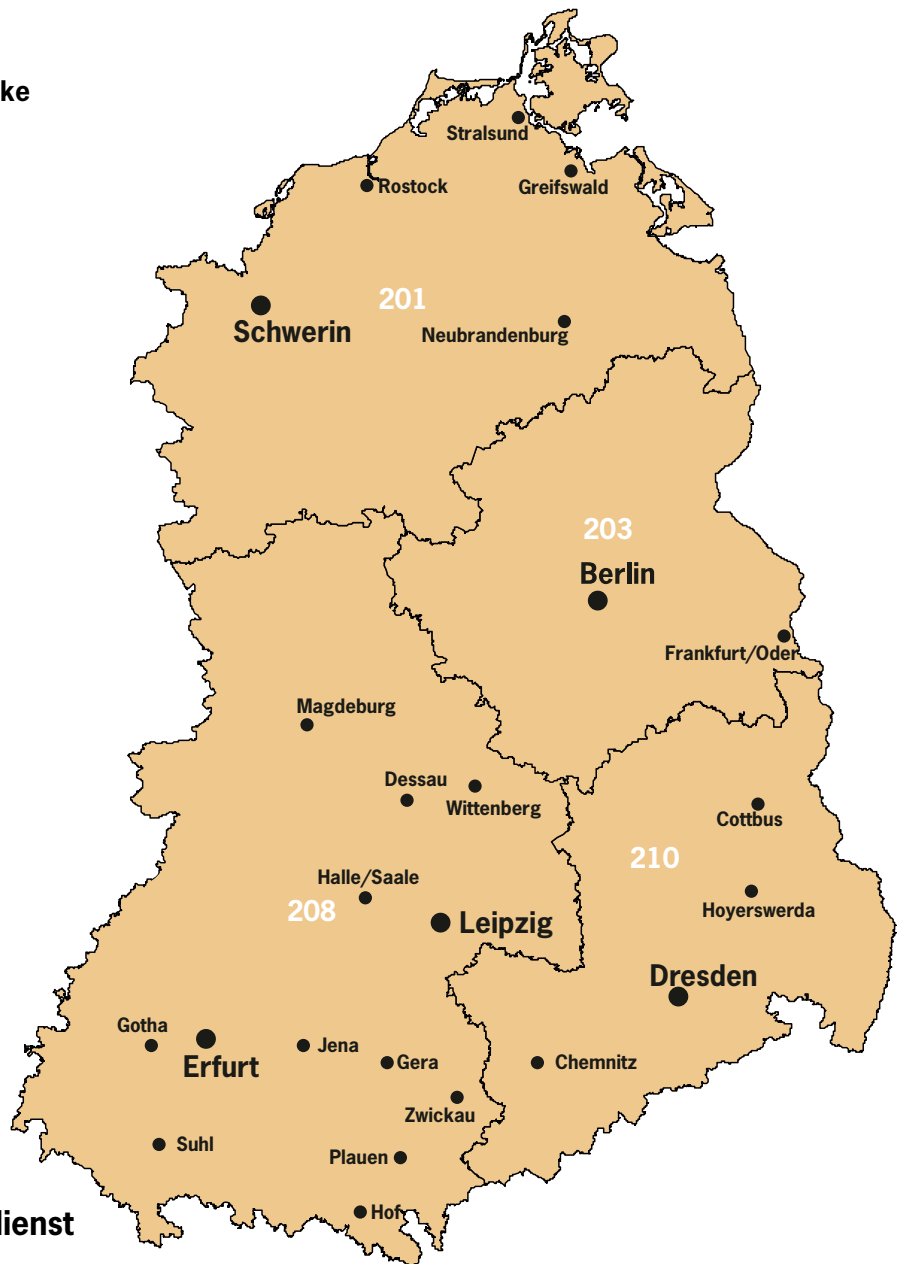 ke
Stralsund
Rostock
Greifswald
201
Schwerin
Neubrandenburg
203
Berlin
Frankfurt/Oder
Magdeburg
Dessau
Wittenberg
Cottbus
210
Halle/Saale
Hoyerswerda
208
Leipzig
Dresden
Gotha
Jena
Erfurt
Gera
Chemnitz
Zwickau
Suhl
Plauen
Hof
dienst